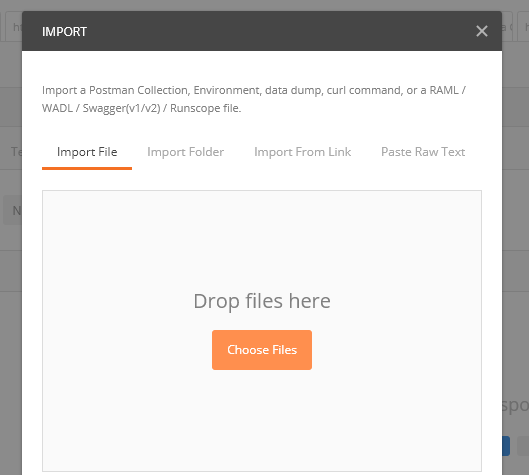 IMPORT
Import a Postman Collection, Environment, data dump, curl command, or a RAML /
WADL / Swagger(v1/v2) / Runscope file.
Import File Import Folder Import From Link Paste Raw Text
Drop files here
Choose Files